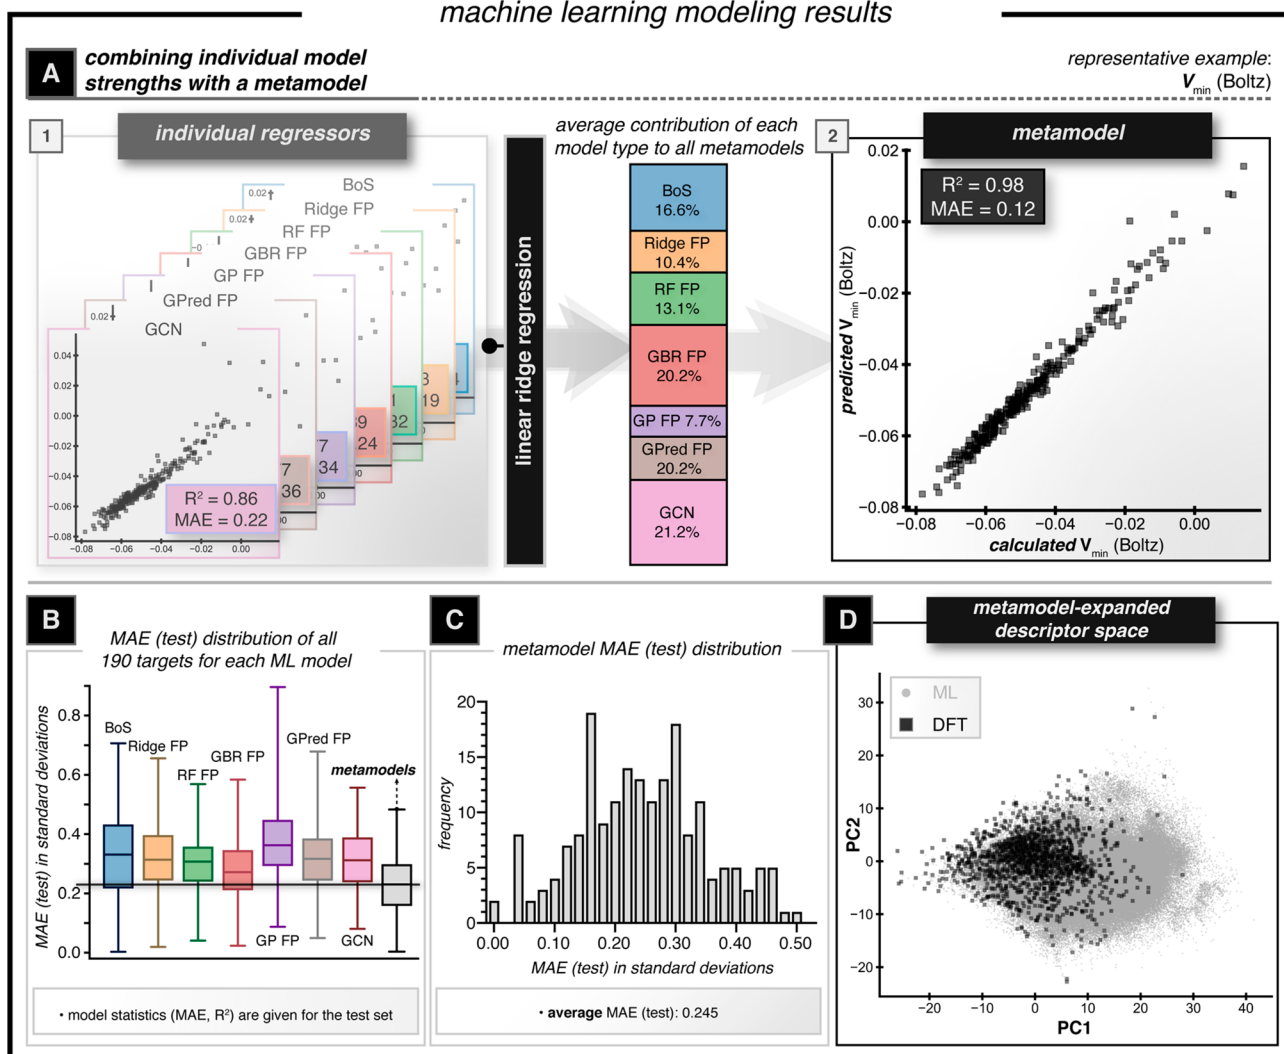 machine learning modeling results
A
combining individual model
strengths with a metamodel
representative example:
Vmin (Boltz)
1
individual regressors
BoS
0.02
Ridge FP
0.02
RF FP
GBR FP
GP FP
GPred FP
0.02
GCN
0.04
0.02
0.00
−0.02
−0.04
−0.06
−0.08
−0.08
−0.06
−0.04
−0.02
0.00
R² = 0.86
MAE = 0.22
7
36
7
34
39
24
32
3
19
4
linear ridge regression
average contribution of each
model type to all metamodels
BoS
16.6%
Ridge FP
10.4%
RF FP
13.1%
GBR FP
20.2%
GP FP 7.7%
GPred FP
20.2%
GCN
21.2%
2
metamodel
R² = 0.98
MAE = 0.12
0.02
0.00
−0.02
−0.04
−0.06
−0.08
predicted Vmin (Boltz)
−0.08
−0.06
−0.04
−0.02
0.00
calculated Vmin (Boltz)
B
MAE (test) distribution of all
190 targets for each ML model
MAE (test) in standard deviations
0.8
0.6
0.4
0.2
0.0
BoS
Ridge FP
RF FP
GBR FP
GP FP
GPred FP
GCN
metamodels
• model statistics (MAE, R²) are given for the test set
C
metamodel MAE (test) distribution
frequency
20
15
10
5
0
0.00
0.10
0.20
0.30
0.40
0.50
MAE (test) in standard deviations
• average MAE (test): 0.245
D
metamodel-expanded
descriptor space
ML
DFT
PC2
30
20
10
0
−10
−20
−20
−10
0
10
20
30
40
PC1